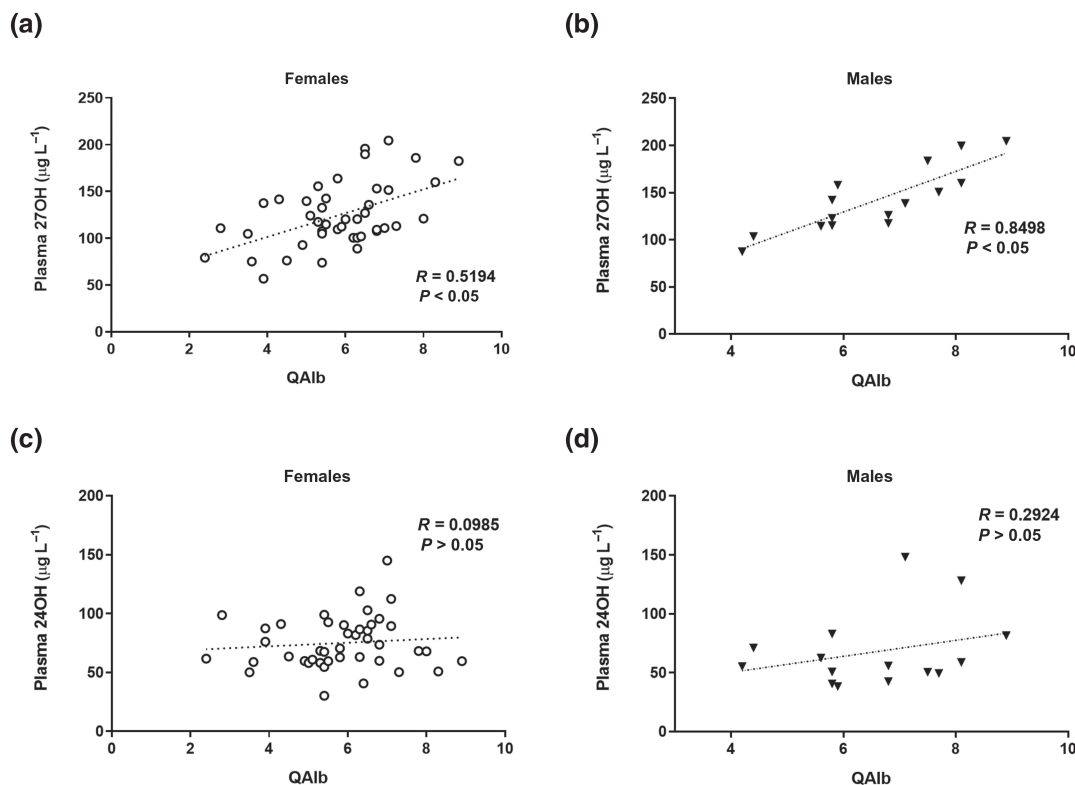 (a)
Females
250
200
150
100
50
0
0 2 4 6 8 10
Plasma 27OH (µg L⁻¹)
QAlb
R = 0.5194
P < 0.05
(b)
Males
250
200
150
100
50
0
4 6 8 10
Plasma 27OH (µg L⁻¹)
QAlb
R = 0.8498
P < 0.05
(c)
Females
200
150
100
50
0
0 2 4 6 8 10
Plasma 24OH (µg L⁻¹)
QAlb
R = 0.0985
P > 0.05
(d)
Males
200
150
100
50
0
4 6 8 10
Plasma 24OH (µg L⁻¹)
QAlb
R = 0.2924
P > 0.05